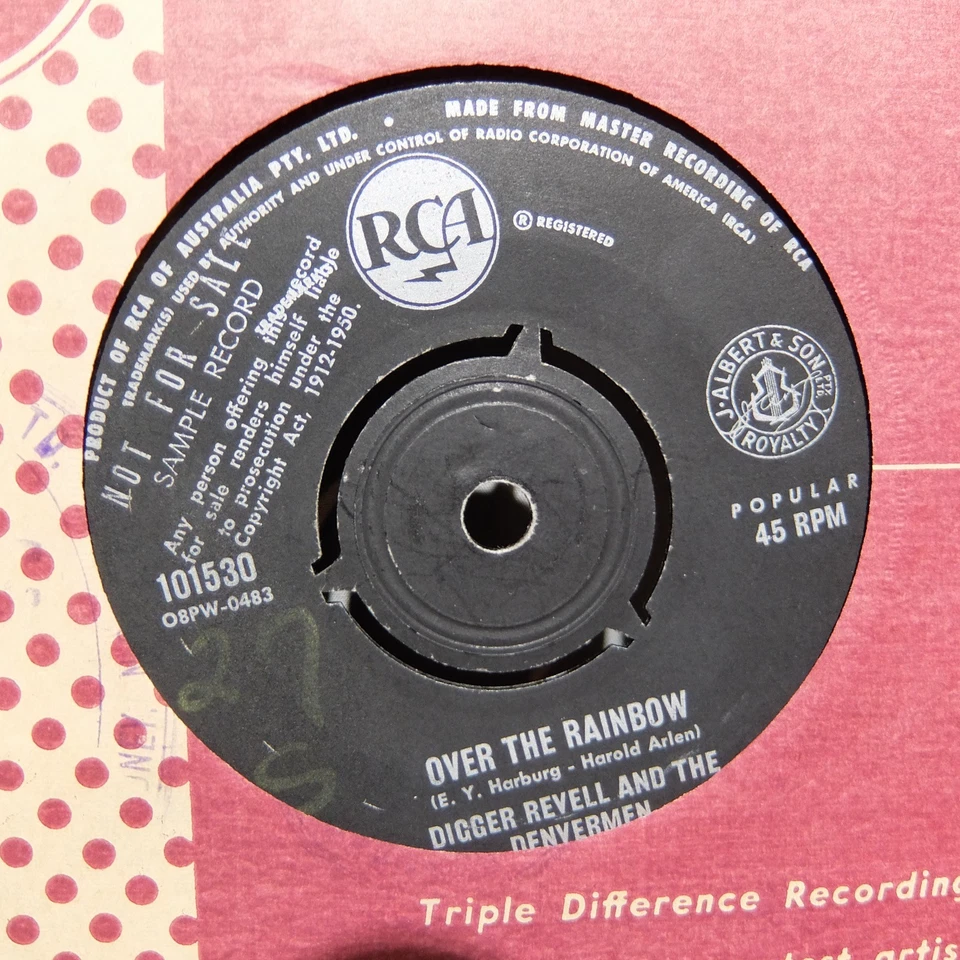 PRODUCT OF RCA OF AUSTRALIA PTY. LTD. • MADE FROM MASTER RECORDING OF RCA
TRADEMARK(S) USED BY AUTHORITY AND UNDER CONTROL OF RADIO CORPORATION OF AMERICA (RCA)
RCA
® REGISTERED
NOT FOR SALE
SAMPLE RECORD
Any person offering this record
for sale renders himself liable
to prosecution under the
Copyright Act, 1912-1950.
J. ALBERT & SON
PTY. LTD.
ROYALTY
POPULAR
45 RPM
101530
O8PW-0483
27
S
OVER THE RAINBOW
(E. Y. Harburg - Harold Arlen)
DIGGER REVELL AND THE
DENVERMEN
Triple Difference Recording